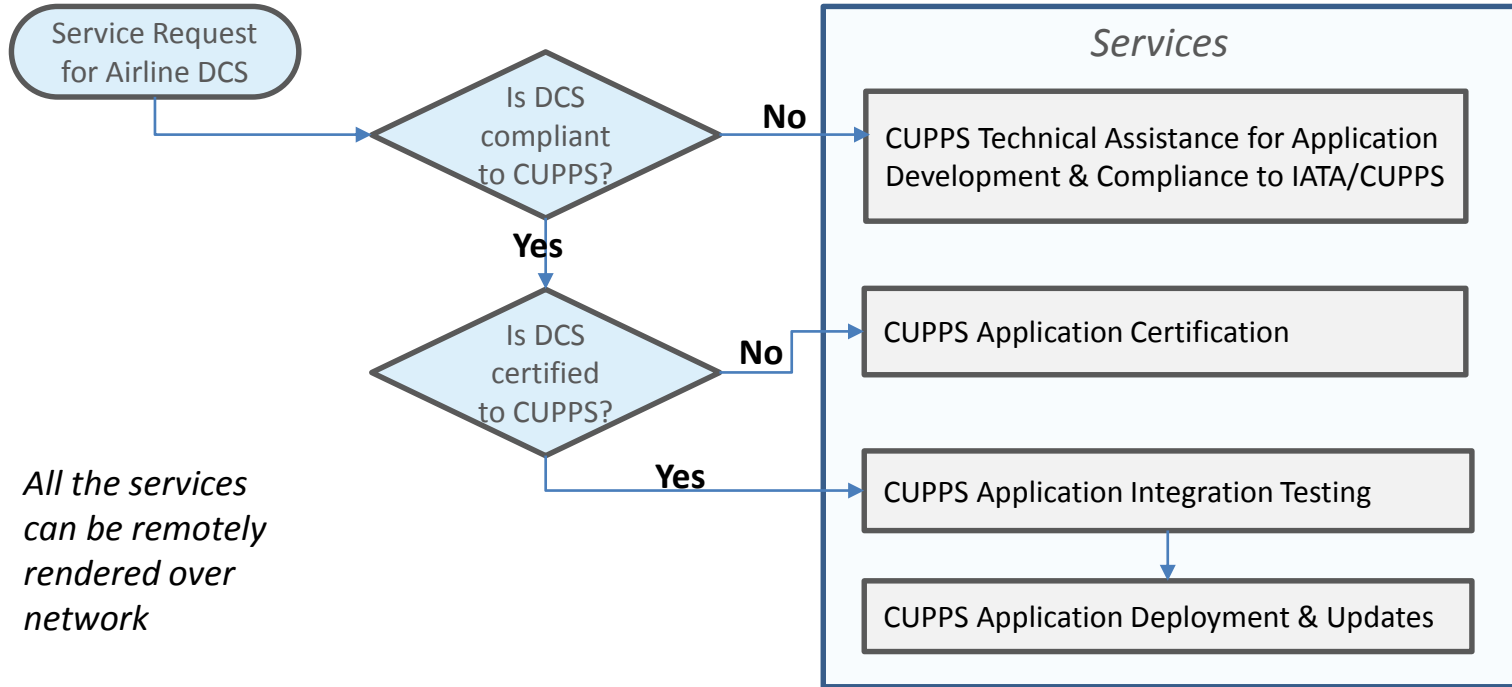 Service Request
for Airline DCS
Is DCS
compliant
to CUPPS?
No
Yes
Is DCS
certified
to CUPPS?
No
Yes
All the services
can be remotely
rendered over
network
Services
CUPPS Technical Assistance for Application
Development & Compliance to IATA/CUPPS
CUPPS Application Certification
CUPPS Application Integration Testing
CUPPS Application Deployment & Updates